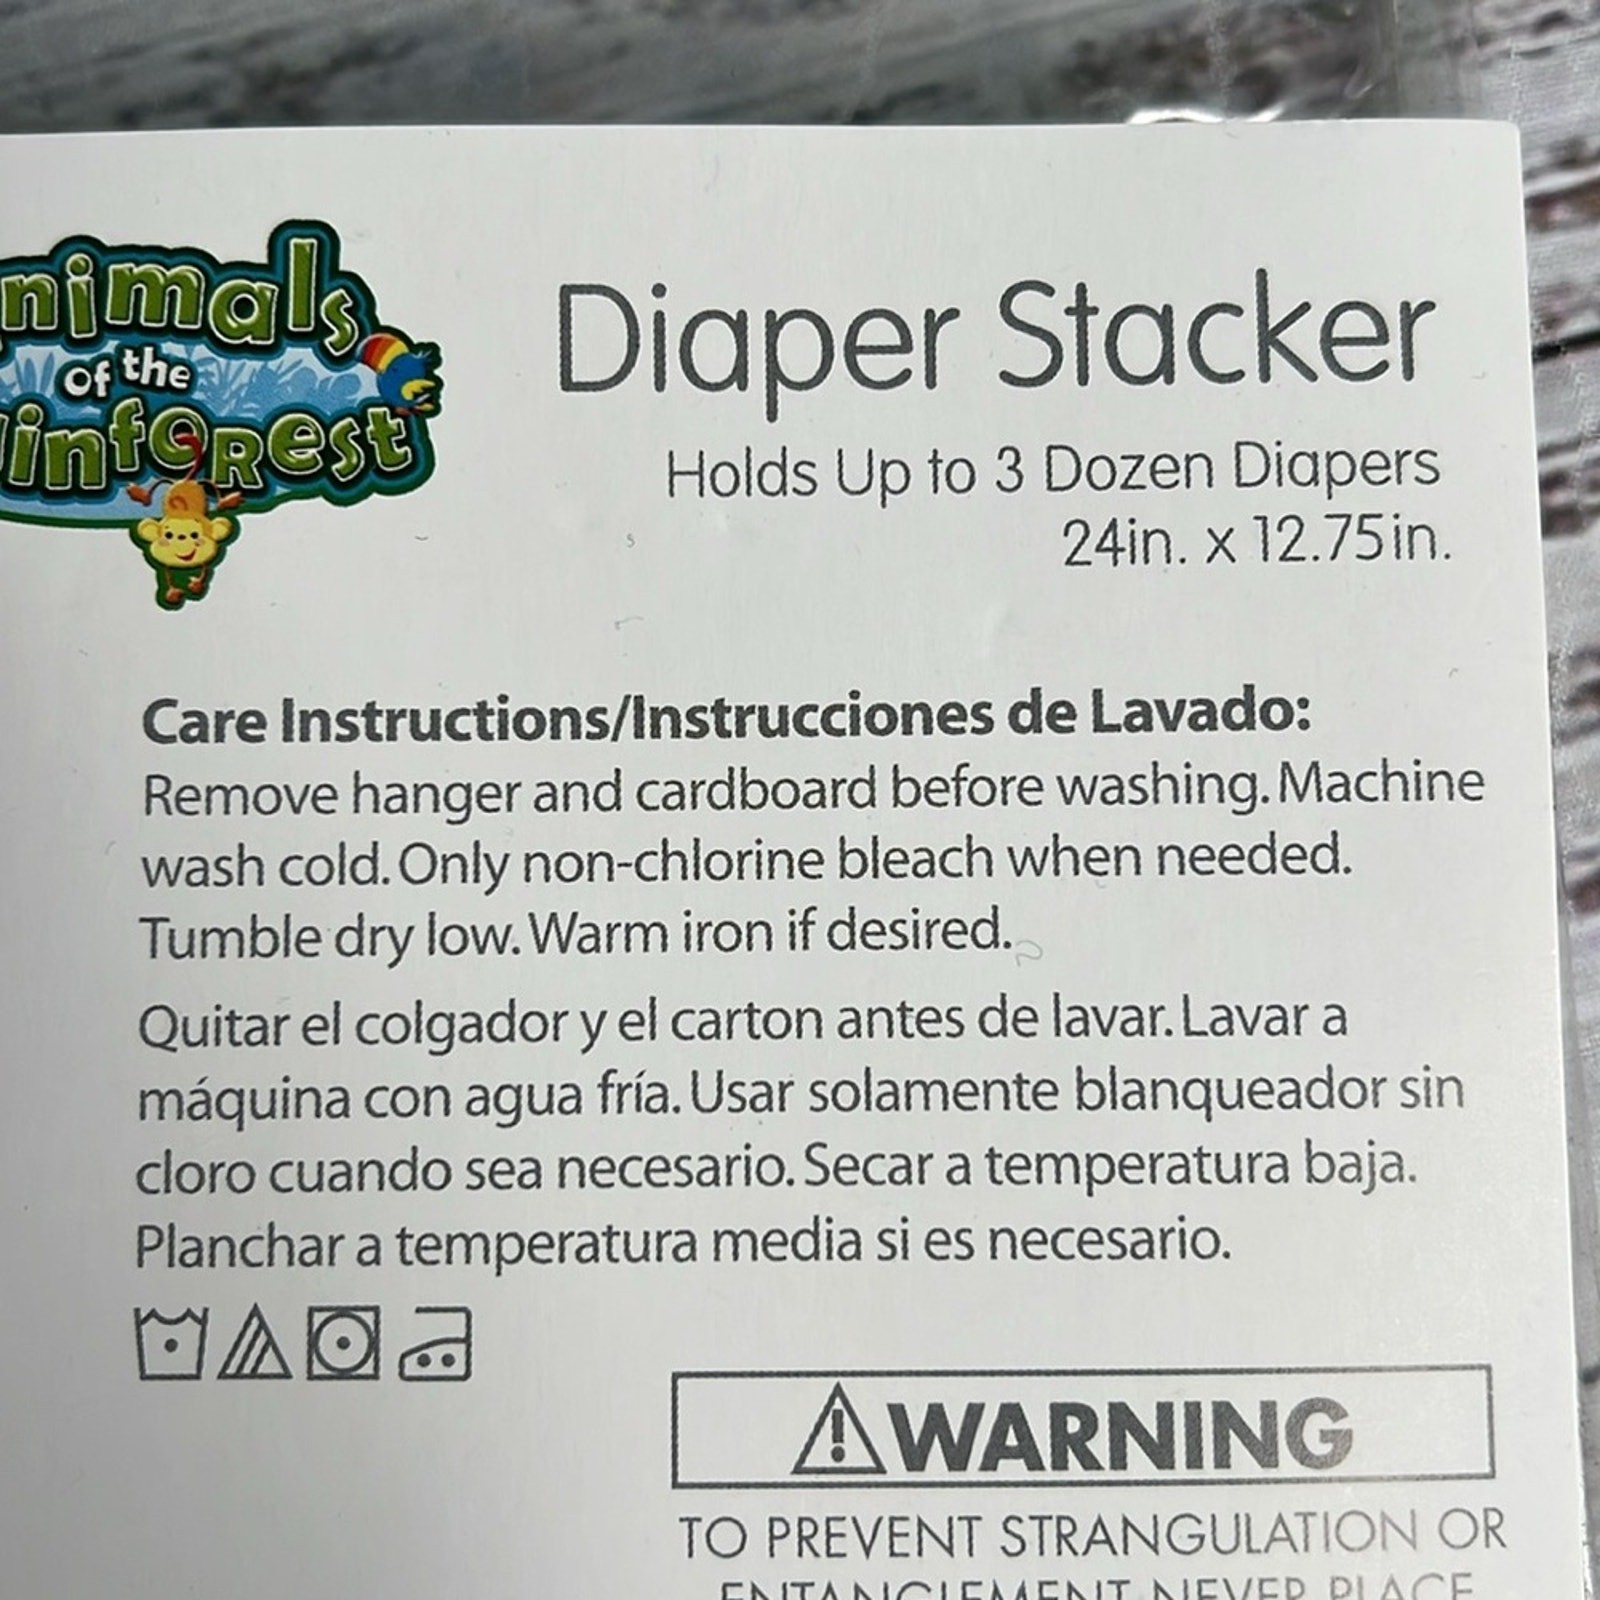 nimals
of the
inforest
Diaper Stacker
Holds Up to 3 Dozen Diapers
24in. x 12.75in.
Care Instructions/Instrucciones de Lavado:
Remove hanger and cardboard before washing. Machine
wash cold. Only non-chlorine bleach when needed.
Tumble dry low. Warm iron if desired.
Quitar el colgador y el carton antes de lavar. Lavar a
máquina con agua fría. Usar solamente blanqueador sin
cloro cuando sea necesario. Secar a temperatura baja.
Planchar a temperatura media si es necesario.
WARNING
TO PREVENT STRANGULATION OR
ENTANGLEMENT NEVER PLACE